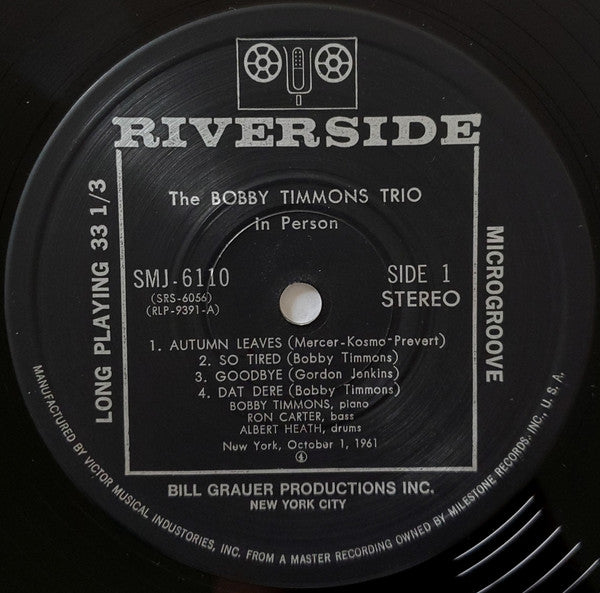 RIVERSIDE
The BOBBY TIMMONS TRIO
in Person
LONG PLAYING 33 1/3
MICROGROOVE
SMJ-6110
(SRS-6056)
(RLP-9391-A)
SIDE 1
STEREO
1. AUTUMN LEAVES (Mercer-Kosmo-Prevert)
2. SO TIRED (Bobby Timmons)
3. GOODBYE (Gordon Jenkins)
4. DAT DERE (Bobby Timmons)
BOBBY TIMMONS, piano
RON CARTER, bass
ALBERT HEATH, drums
New York, October 1, 1961
4
BILL GRAUER PRODUCTIONS INC.
NEW YORK CITY
MANUFACTURED BY VICTOR MUSICAL INDUSTORIES, INC. FROM A MASTER RECORDING OWNED BY MILESTONE RECORDS, INC. U. S. A.